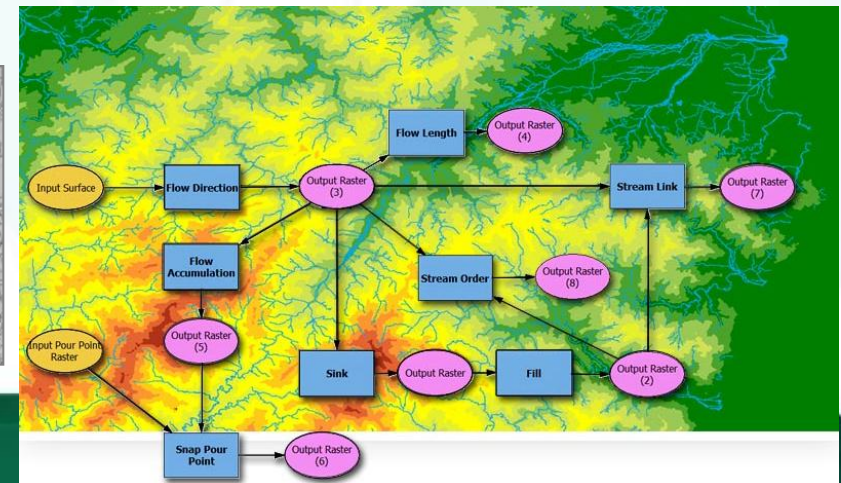 Flow Length
Output Raster
(4)
Input Surface
Flow Direction
Output Raster
(3)
Stream Link
Output Raster
(7)
Flow
Accumulation
Stream Order
Output Raster
(8)
Output Raster
(5)
Input Pour Point
Raster
Sink
Output Raster
Fill
Output Raster
(2)
Snap Pour
Point
Output Raster
(6)